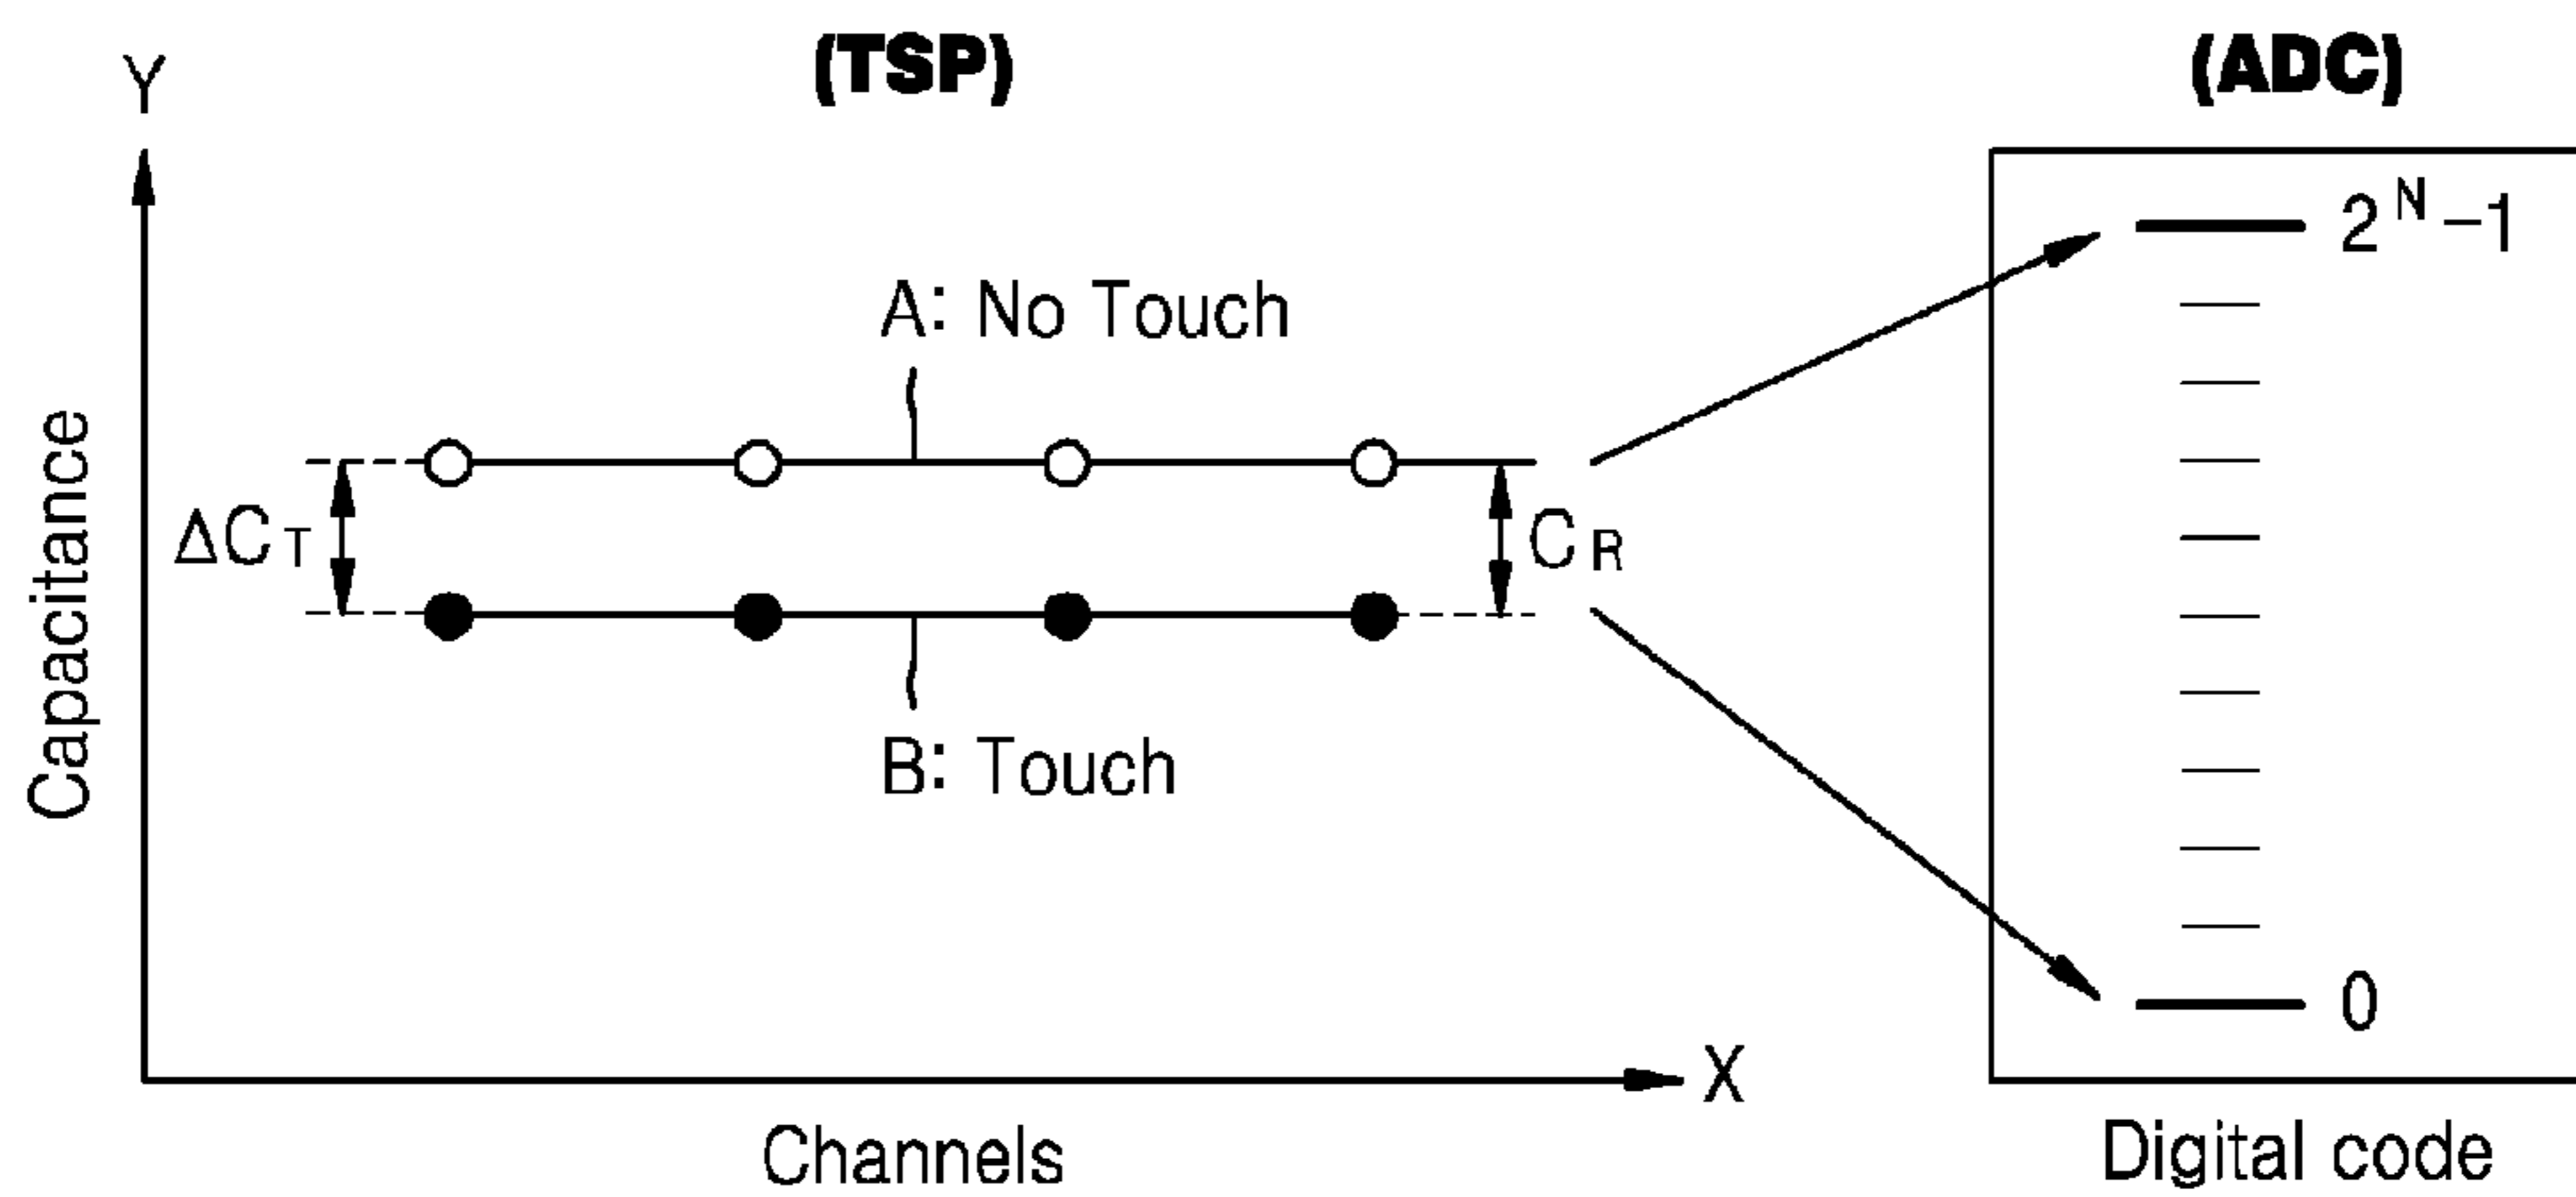 (TSP)
(ADC)
Y
2^N-1
A: No Touch
Capacitance
ΔC_T
C_R
B: Touch
0
X
Channels
Digital code